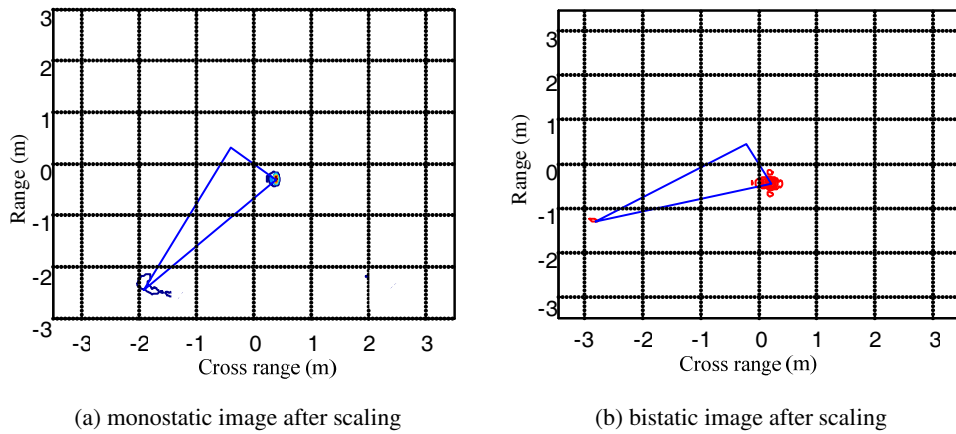 3
2
1
0
-1
-2
-3
Range (m)
-3 -2 -1 0 1 2 3
Cross range (m)
(a) monostatic image after scaling
3
2
1
0
-1
-2
-3
Range (m)
-3 -2 -1 0 1 2 3
Cross range (m)
(b) bistatic image after scaling